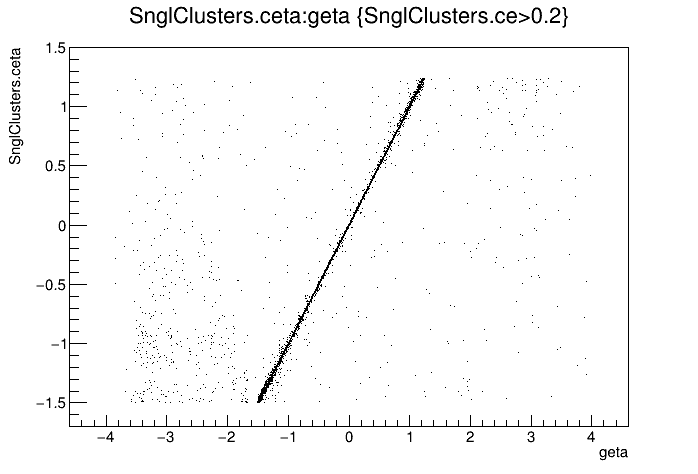 SnglClusters.ceta:geta {SnglClusters.ce>0.2}
SnglClusters.ceta
1.5
1
0.5
0
−0.5
−1
−1.5
−4 −3 −2 −1 0 1 2 3 4
geta